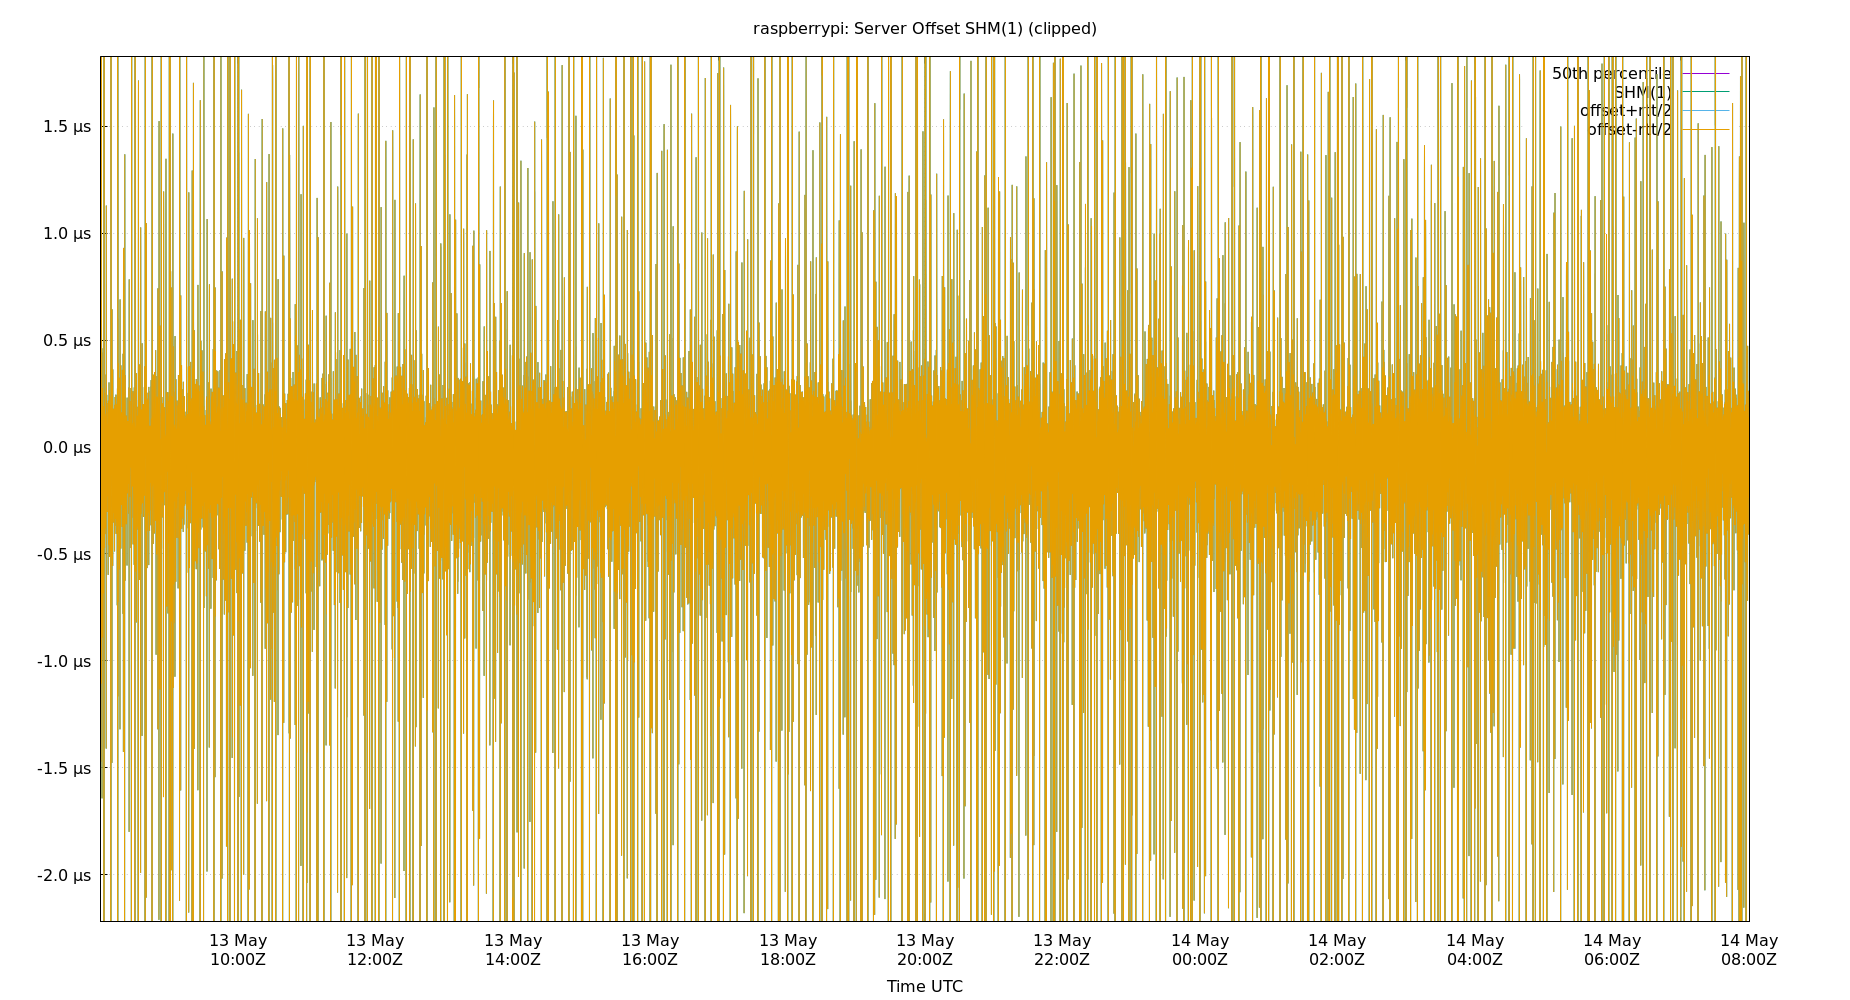 raspberrypi: Server Offset SHM(1) (clipped)
50th percentile
SHM(1)
offset+rtt/2
offset-rtt/2
1.5 µs
1.0 µs
0.5 µs
0.0 µs
-0.5 µs
-1.0 µs
-1.5 µs
-2.0 µs
13 May 13 May 13 May 13 May 13 May 13 May 13 May 14 May 14 May 14 May 14 May 14 May
10:00Z 12:00Z 14:00Z 16:00Z 18:00Z 20:00Z 22:00Z 00:00Z 02:00Z 04:00Z 06:00Z 08:00Z
Time UTC